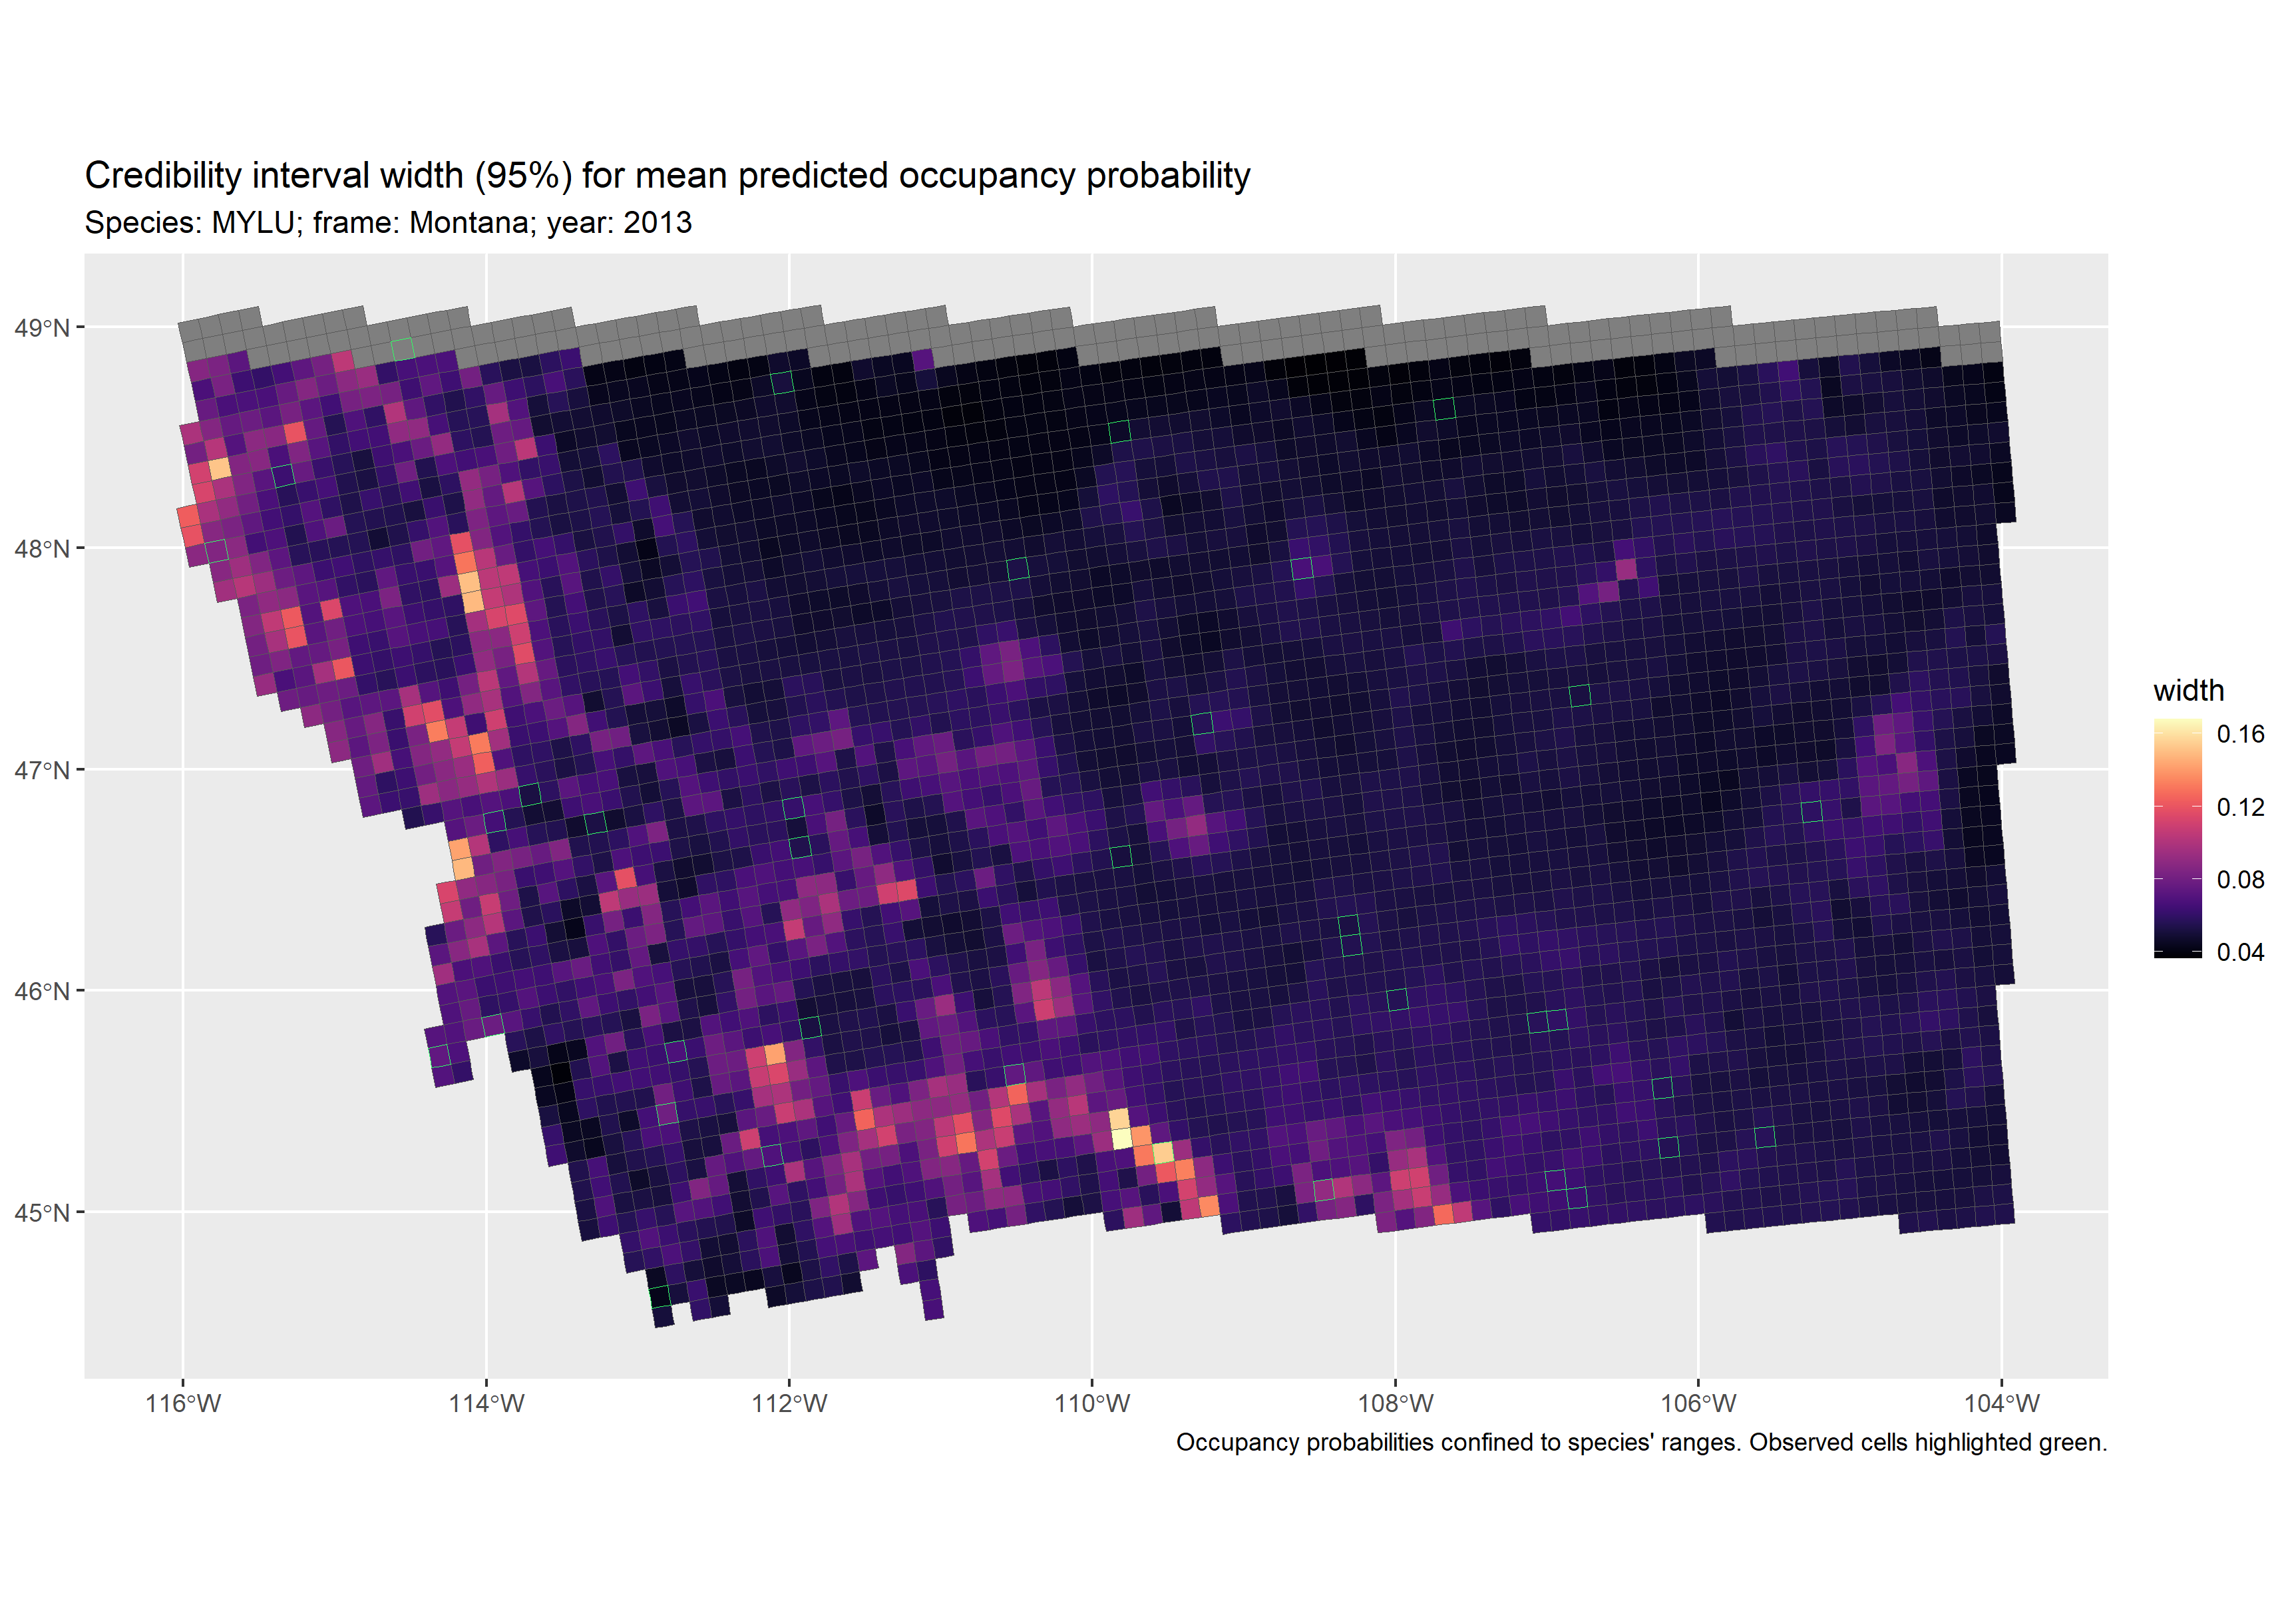 Credibility interval width (95%) for mean predicted occupancy probability
Species: MYLU; frame: Montana; year: 2013
49°N
48°N
47°N
46°N
45°N
116°W
114°W
112°W
110°W
108°W
106°W
104°W
width
0.16
0.12
0.08
0.04
Occupancy probabilities confined to species' ranges. Observed cells highlighted green.